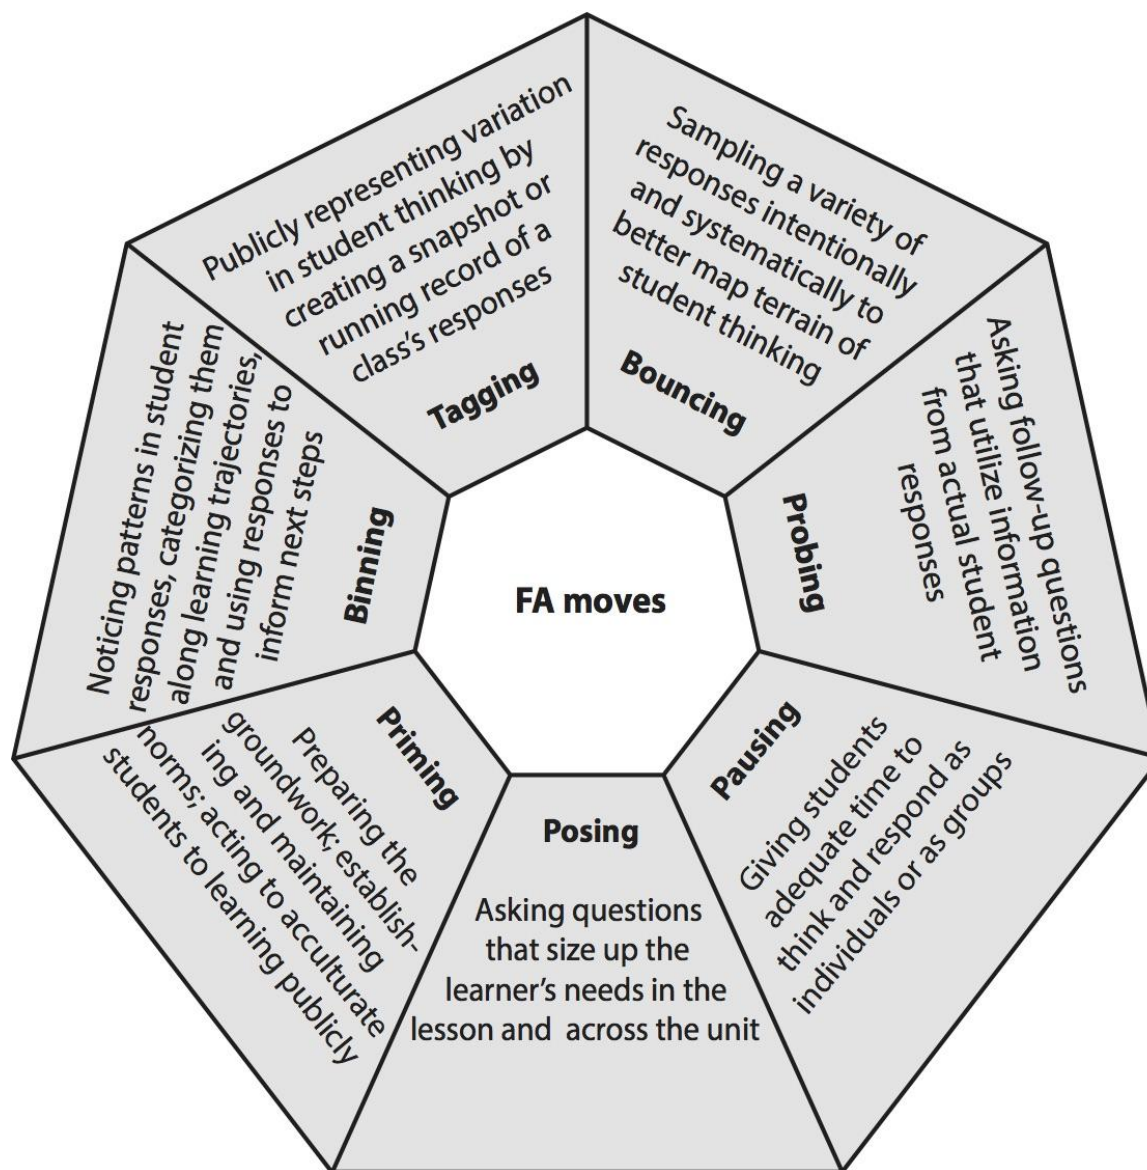 FA moves
Tagging
Publicly representing variation
in student thinking by
creating a snapshot or
running record of a
class's responses
Bouncing
Sampling a variety of
responses intentionally
and systematically to
better map terrain of
student thinking
Probing
Asking follow-up questions
that utilize information
from actual student
responses
Pausing
Giving students
adequate time to
think and respond as
individuals or as groups
Posing
Asking questions
that size up the
learner's needs in the
lesson and across the unit
Priming
Preparing the
groundwork; establish-
ing and maintaining
norms; acting to acculturate
students to learning publicly
Binning
Noticing patterns in student
responses, categorizing them
along learning trajectories,
and using responses to
inform next steps